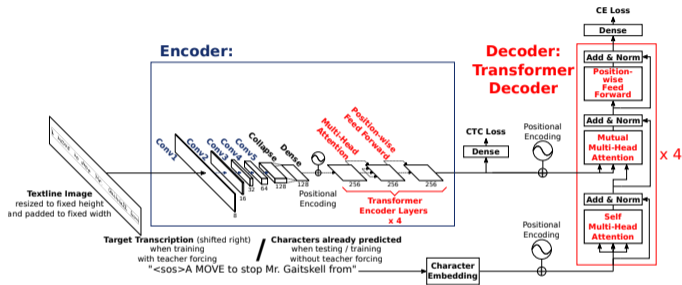 CE Loss
Dense
Encoder:
Decoder:
Transformer
Decoder
Add & Norm
Position-
wise
Feed
Forward
Add & Norm
Mutual
Multi-Head
Attention
x 4
Add & Norm
Self
Multi-Head
Attention
CTC Loss
Dense
Positional
Encoding
Positional
Encoding
Conv1
Conv2
Conv3
Conv4
Conv5
Collapse
Dense
8
16
32
64
128
128
Positional
Encoding
Multi-Head
Attention
Position-wise
Feed Forward
256
256
256
Transformer
Encoder Layers
x 4
Textline Image
resized to fixed height
and padded to fixed width
Target Transcription (shifted right)
when training
with teacher forcing
/
Characters already predicted
when testing / training
without teacher forcing
"<sos>A MOVE to stop Mr. Gaitskell from"
Character
Embedding